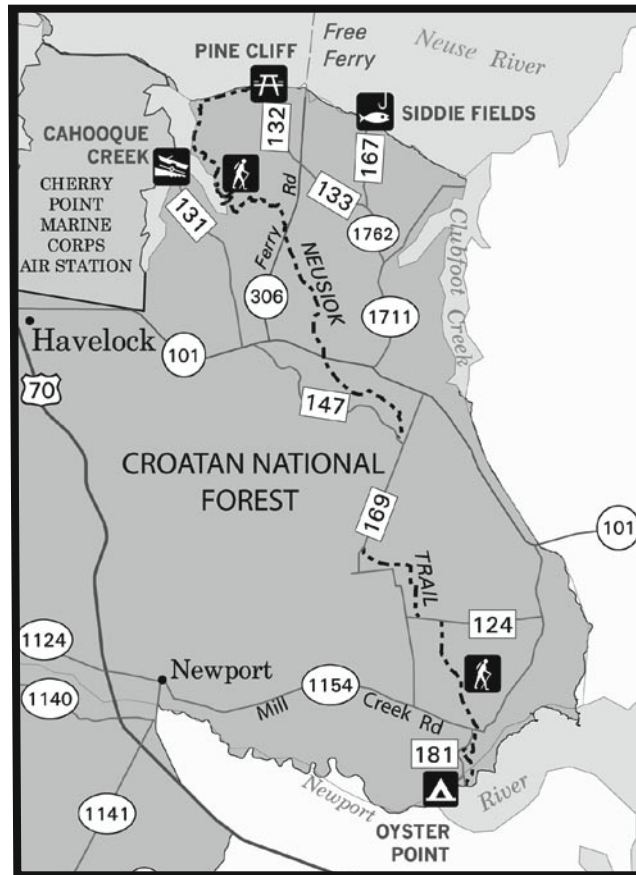 Free
Ferry
Neuse River
PINE CLIFF
SIDDIE FIELDS
132
167
CAHOOQUE
CREEK
CHERRY
POINT
MARINE
CORPS
AIR STATION
131
133
1762
Ferry Rd
NEUSIOK
306
1711
Clubfoot Creek
Havelock
101
70
147
CROATAN NATIONAL
FOREST
169
101
TRAIL
124
1124
Newport
1140
1154
Mill Creek Rd
181
Newport River
1141
OYSTER
POINT